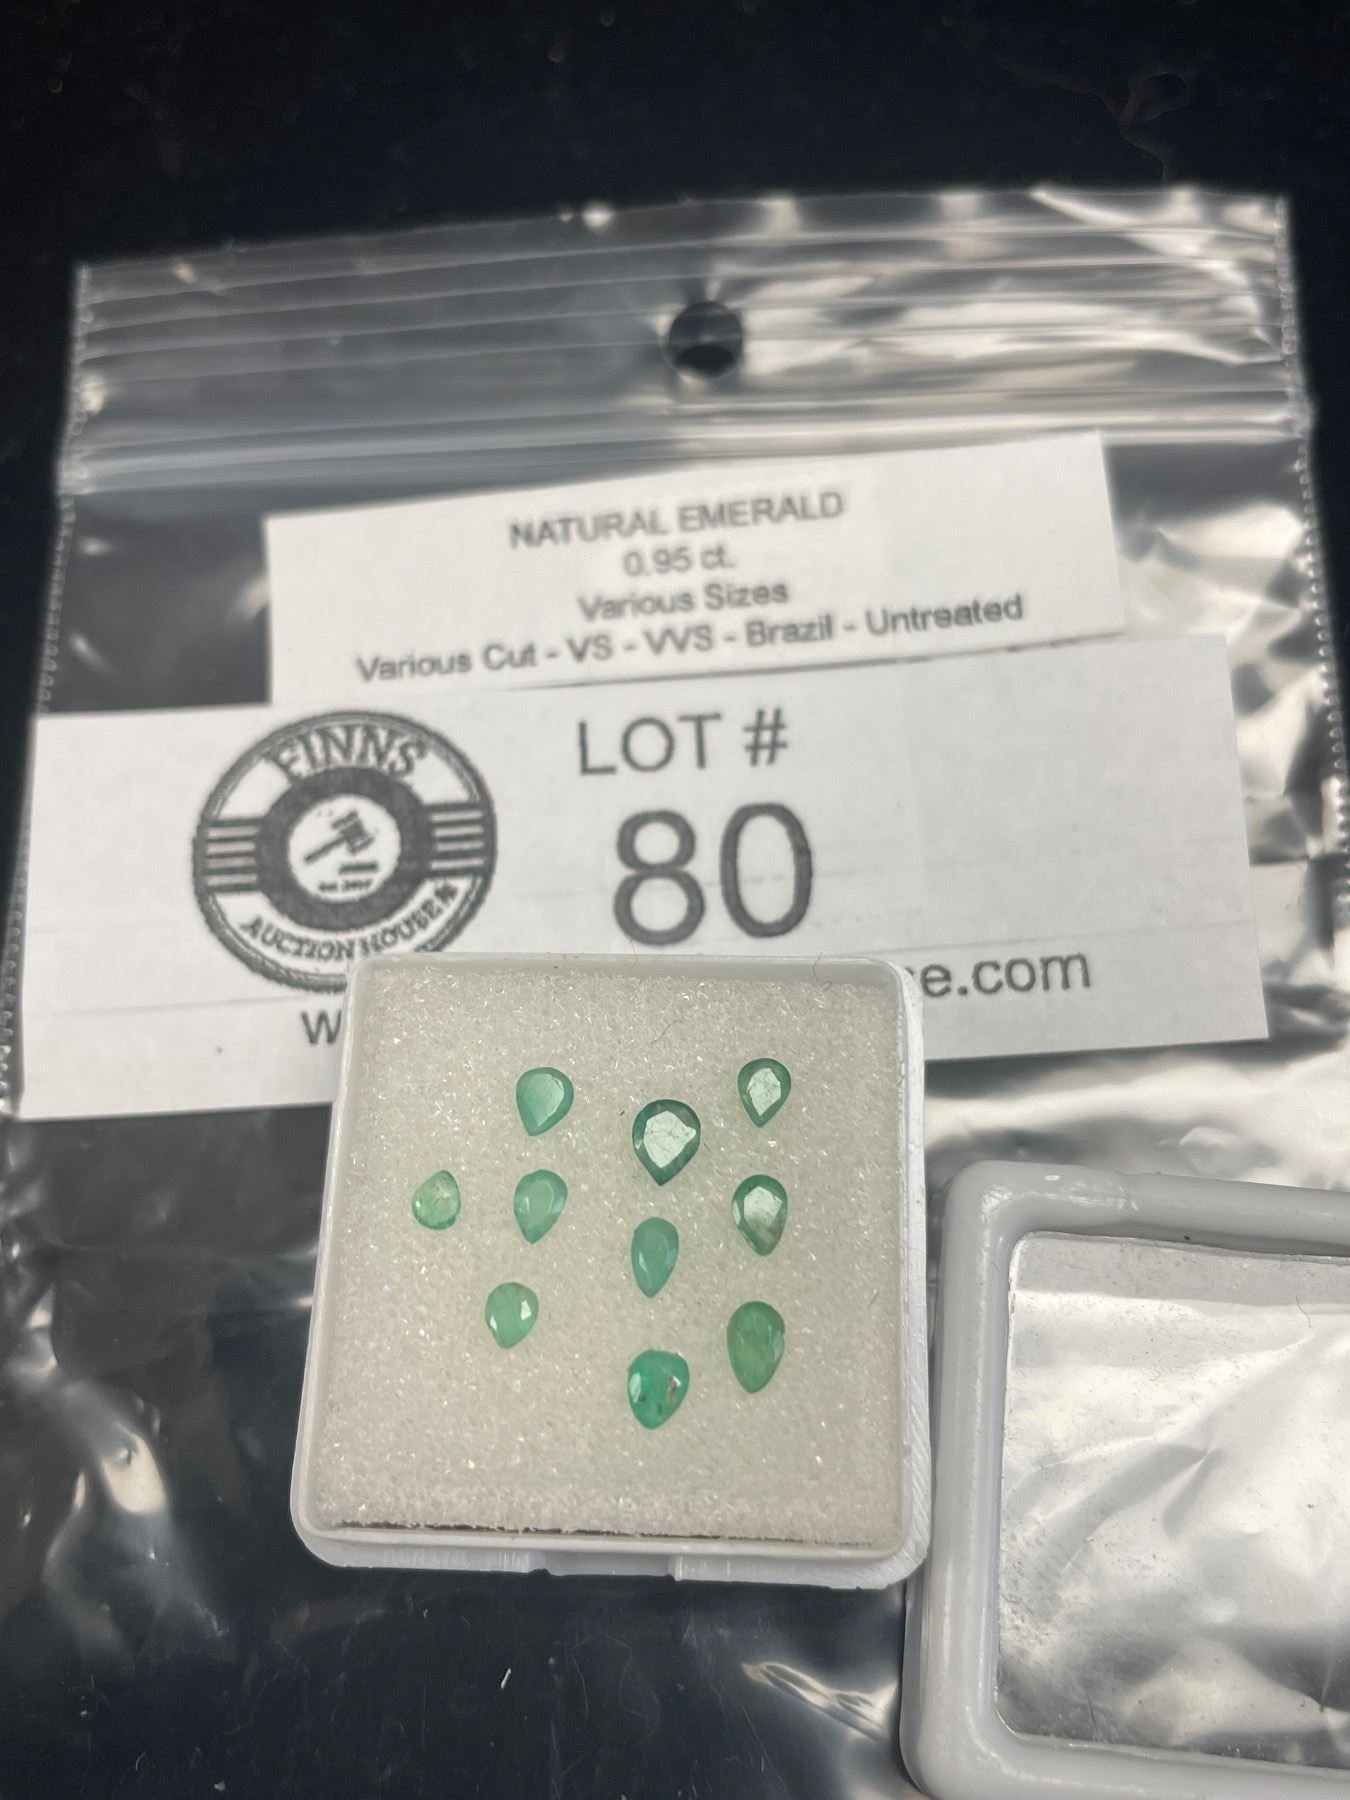 NATURAL EMERALD
0.95 ct.
Various Sizes
Various Cut - VS - VVS - Brazil - Untreated
FINNS
AUCTION HOUSE
LOT #
80
W
e.com